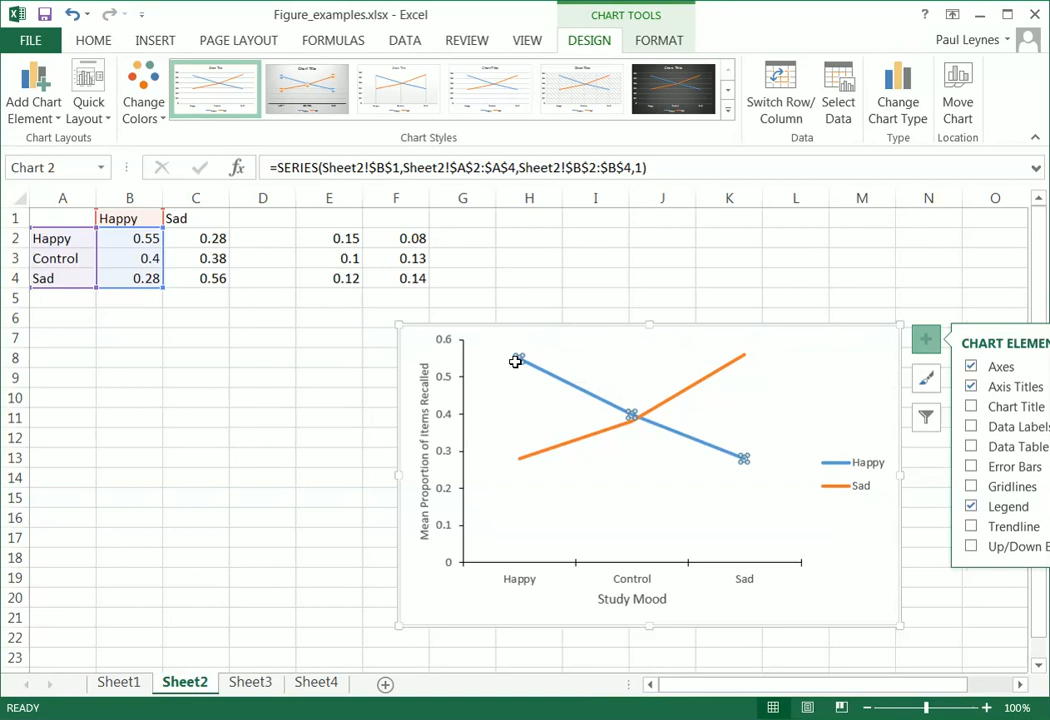 Figure_examples.xlsx - Excel
CHART TOOLS
FILE HOME INSERT PAGE LAYOUT FORMULAS DATA REVIEW VIEW DESIGN FORMAT Paul Leynes
Add Chart Element Quick Layout Change Colors Switch Row/Column Select Data Change Chart Type Move Chart
Chart Layouts Chart Styles Data Type Location
Chart 2 fx =SERIES(Sheet2!$B$1,Sheet2!$A$2:$A$4,Sheet2!$B$2:$B$4,1)
A B C D E F G H I J K L M N O
1 Happy Sad
2 Happy 0.55 0.28 0.15 0.08
3 Control 0.4 0.38 0.1 0.13
4 Sad 0.28 0.56 0.12 0.14
5
6
7
8
9
10
11
12
13
14
15
16
17
18
19
20
21
22
23
Mean Proportion of Items Recalled
0.6
0.5
0.4
0.3
0.2
0.1
0
Happy Control Sad
Study Mood
Happy
Sad
CHART ELEMEN
Axes
Axis Titles
Chart Title
Data Labels
Data Table
Error Bars
Gridlines
Legend
Trendline
Up/Down B
Sheet1 Sheet2 Sheet3 Sheet4
READY 100%